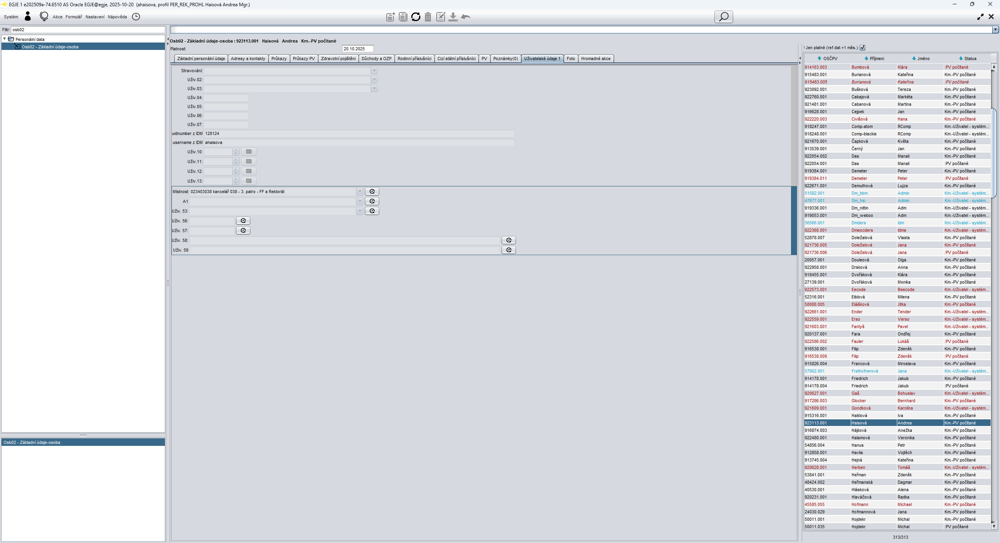 EGJE 1 e202509a-74.6510 AS Oracle EGJE@egje, 2025-10-20 (ahaisova, profil PER_REK_PROHL Haisová Andrea Mgr.)
Systém Akce Formulář Nastavení Nápověda
Filtr: osb02
Personální data
Osb02 - Základní údaje-osoba
Osb02 - Základní údaje-osoba
Osb02 - Základní údaje-osoba : 923113.001 Haisová Andrea Km.-PV počítané
Platnost: 20.10.2025
Základní personální údaje Adresy a kontakty Průkazy Průkazy PV Zdravotní pojištění Důchody a OZP Rodinní příslušníci Cizí státní příslušníci PV Poznámky(0) Uživatelské údaje 1 Foto Hromadné akce
Stravování:
Uživ.02:
Uživ.03:
Uživ.04:
Uživ.05:
Uživ.06:
Uživ.07:
uidnumber z IDM 128124
username z IDM ahaisova
Uživ.10:
Uživ.11:
Uživ.12:
Uživ.13:
Místnost 023403038 kancelář 038 - 3. patro - FF a Rektorát
A1
Uživ. 53:
Uživ. 56:
Uživ. 57:
Uživ. 58:
Uživ. 59
! Jen platné (ref.dat.+1 měs.):
OSČPV Příjmení Jméno Status
914163.003 Bumbová Klára :PV počítané
915483.001 Burianová Kateřina Km.-PV počítané
915483.005 Burianová Kateřina :PV počítané
923092.001 Bušková Tereza Km.-PV počítané
922760.001 Cabajová Markéta Km.-PV počítané
921481.001 Cabanová Martina Km.-PV počítané
916628.001 Cejpek Jan Km.-PV počítané
922220.003 Civišová Hana Km.-PV počítané
918247.001 Comp-atom RComp Km.-Uživatel - systém...
918248.001 Comp-blackie RComp Km.-Uživatel - systém...
921670.001 Čapková Květa Km.-PV počítané
913539.001 Černý Jan Km.-PV počítané
922054.002 Das Manali Km.-PV počítané
922054.001 Das Manali :PV počítané
919384.001 Demeter Peter Km.-PV počítané
919384.011 Demeter Peter :PV počítané
922671.001 Demuthová Lujza Km.-PV počítané
51582.001 Dm_bbm Admin Km.-Uživatel - systém...
47677.001 Dm_hsi Admin Km.-Uživatel - systém...
919336.001 Dm_nittin Adm Km.-Uživatel - systém...
919053.001 Dm_weboo Adm Km.-Uživatel - systém...
56566.001 Dmders Idm Km.-Uživatel - systém...
922368.001 Dmeocders Idme Km.-Uživatel - systém...
52878.007 Doležalová Vlasta Km.-PV počítané
921736.005 Doleželová Jana Km.-PV počítané
921736.006 Doleželová Jana :PV počítané
20057.001 Douleová Olga Km.-PV počítané
922958.001 Drsková Anna Km.-PV počítané
918455.001 Dvořáková Klára Km.-PV počítané
27139.001 Dvořáková Monika Km.-PV počítané
922573.001 Eecode Beecode Km.-Uživatel - systém...
52316.001 Eiblová Milena Km.-PV počítané
58088.005 Eliášková Jitka Km.-PV počítané
922661.001 Ender Tender Km.-Uživatel - systém...
922559.001 Erso Verso Km.-Uživatel - systém...
921603.001 Fantyš Pavel Km.-Uživatel - systém...
920137.001 Fara Ondřej Km.-PV počítané
922586.002 Fauler Lukáš :PV počítané
916538.001 Filip Zdeněk Km.-PV počítané
916538.009 Filip Zdeněk :PV počítané
915826.004 Francová Miroslava Km.-PV počítané
57902.001 Freihofnerová Jana Km.-Uživatel - systém...
914178.001 Friedrich Jakub Km.-PV počítané
914178.004 Friedrich Jakub :PV počítané
920627.001 Gaš Bohuslav Km.-Uživatel - systém...
917286.003 Glocker Bernhard Km.-PV počítané
921609.001 Gondková Karolína Km.-Uživatel - systém...
915316.001 Haiklová Iva Km.-PV počítané
923113.001 Haisová Andrea Km.-PV počítané
916874.003 Hájková Anežka Km.-PV počítané
922480.001 Halamová Veronika Km.-PV počítané
54856.004 Hanus Petr Km.-PV počítané
912858.001 Havlis Vojtěch Km.-PV počítané
913745.004 Hejná Kateřina Km.-PV počítané
920628.001 Herben Tomáš Km.-Uživatel - systém...
53841.001 Heřman Zdeněk Km.-PV počítané
48424.002 Heřmanská Dagmar Km.-PV počítané
40530.001 Hlásková Alena Km.-PV počítané
920231.001 Hlaváčová Radka Km.-PV počítané
45585.055 Hofmann Michael Km.-PV počítané
24030.029 Hofmannová Jana Km.-PV počítané
50011.001 Hojdekr Michal Km.-PV počítané
50011.035 Hojdekr Michal :PV počítané
313/313